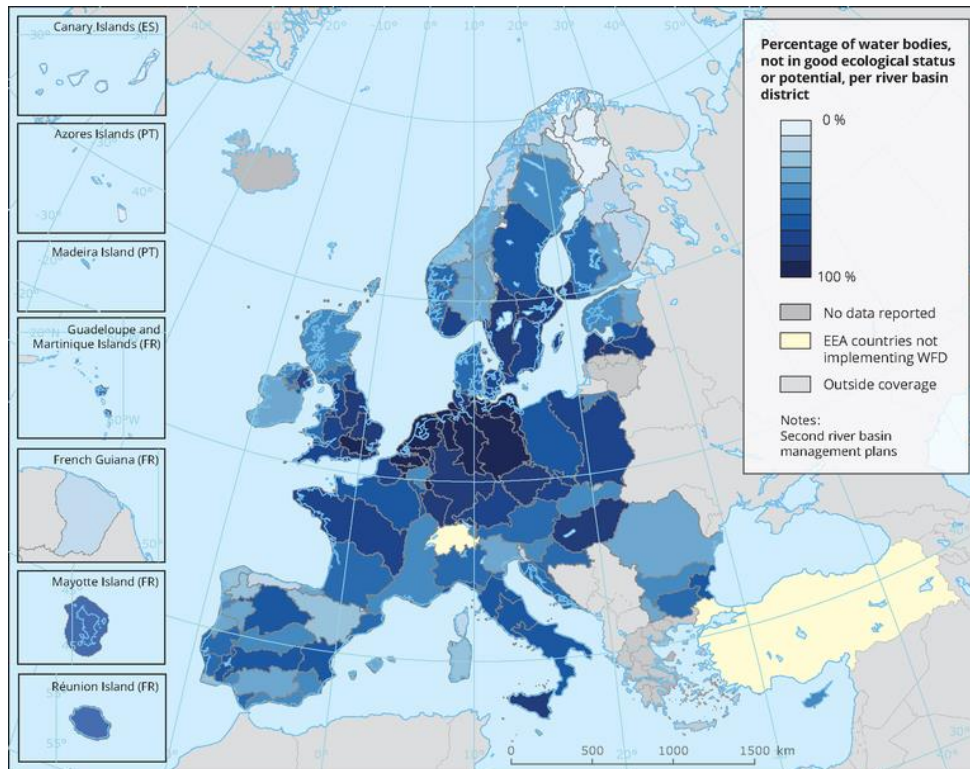 Canary Islands (ES)
Azores Islands (PT)
Madeira Island (PT)
Guadeloupe and
Martinique Islands (FR)
French Guiana (FR)
Mayotte Island (FR)
Réunion Island (FR)
Percentage of water bodies,
not in good ecological status
or potential, per river basin
district
0 %
100 %
No data reported
EEA countries not
implementing WFD
Outside coverage
Notes:
Second river basin
management plans
0 500 1000 1500 km